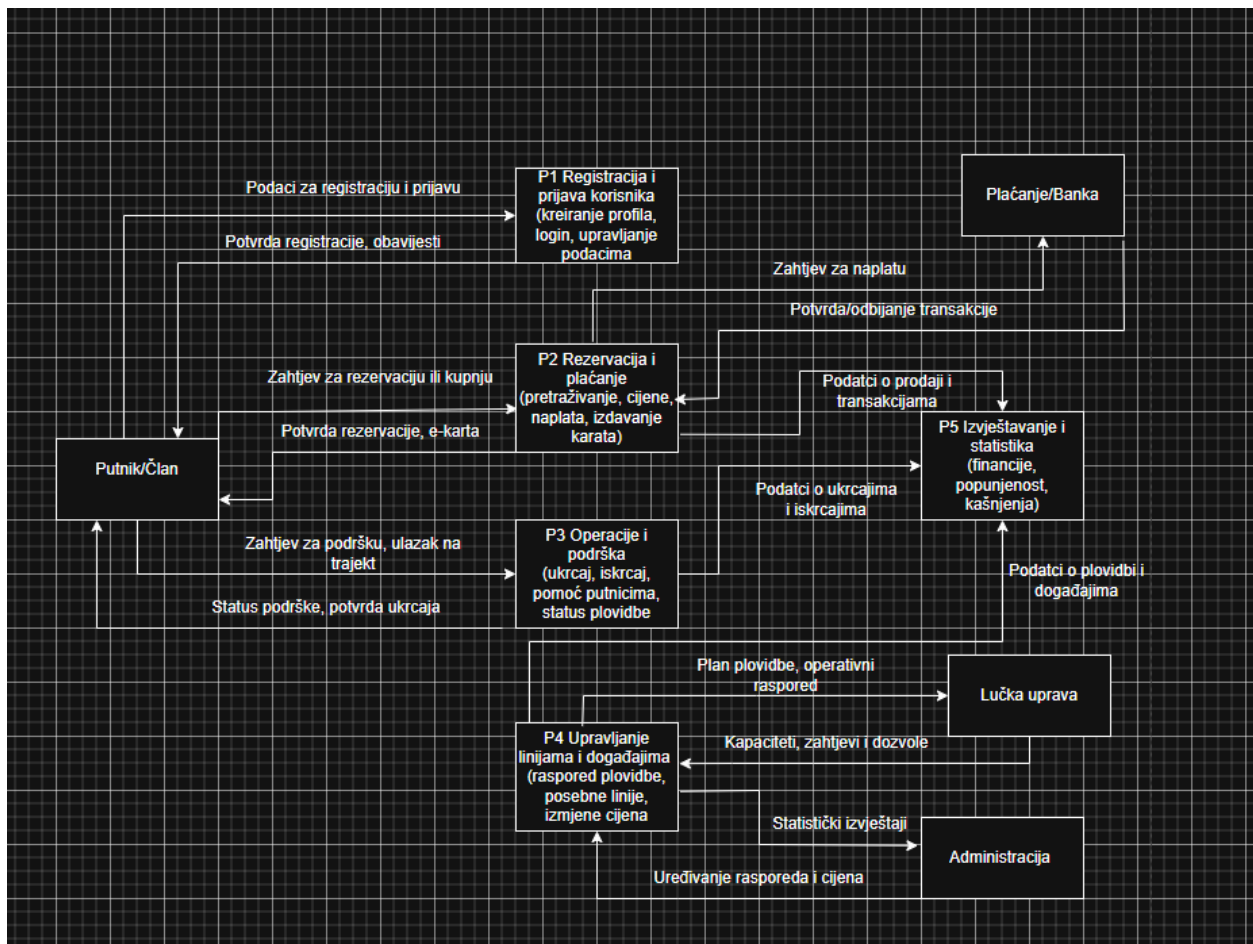 Podaci za registraciju i prijavu
P1 Registracija i
prijava korisnika
(kreiranje profila,
login, upravljanje
podacima
Plaćanje/Banka
Potvrda registracije, obavijesti
Zahtjev za naplatu
Potvrda/odbijanje transakcije
P2 Rezervacija i
plaćanje
(pretraživanje, cijene,
naplata, izdavanje
karata)
Zahtjev za rezervaciju ili kupnju
Podatci o prodaji i
transakcijama
Potvrda rezervacije, e-karta
P5 Izvještavanje i
statistika
(financije,
popunjenost,
kašnjenja)
Putnik/Član
Podatci o ukrcajima
i iskrcajima
Zahtjev za podršku, ulazak na
trajekt
P3 Operacije i
podrška
(ukrcaj, iskrcaj,
pomoć putnicima,
status plovidbe
Podatci o plovidbi i
događajima
Status podrške, potvrda ukrcaja
Plan plovidbe, operativni
raspored
Lučka uprava
P4 Upravljanje
linijama i događajima
(raspored plovidbe,
posebne linije,
izmjene cijena
Kapaciteti, zahtjevi i dozvole
Statistički izvještaji
Administracija
Uređivanje rasporeda i cijena